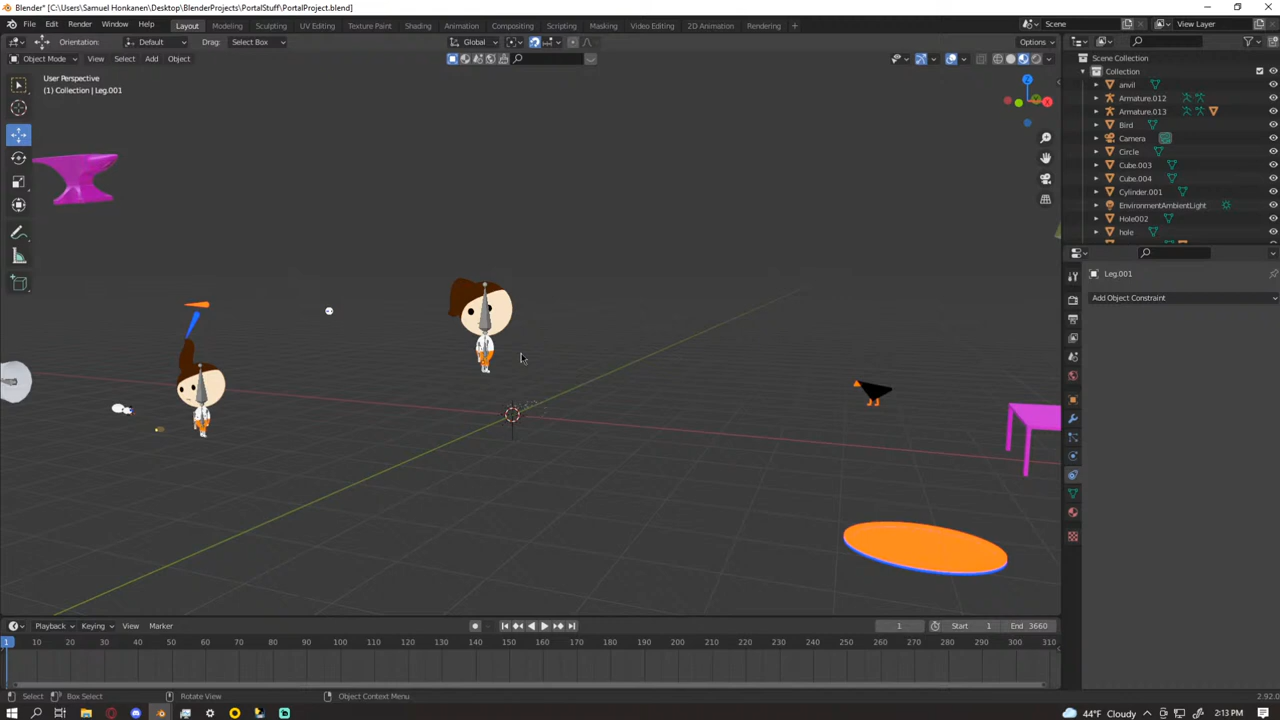 Blender* [C:\Users\Samuel Honkanen\Desktop\BlenderProjects\PortalStuff\PortalProject.blend]
File Edit Render Window Help Layout Modeling Sculpting UV Editing Texture Paint Shading Animation Compositing Scripting Masking Video Editing 2D Animation Rendering + Scene View Layer
Orientation: Default Drag: Select Box Global Options
Object Mode View Select Add Object
User Perspective
(1) Collection | Leg.001
Z
X
Scene Collection
Collection
anvil
Armature.012
Armature.013
Bird
Camera
Circle
Cube.003
Cube.004
Cylinder.001
EnvironmentAmbientLight
Hole002
hole
Leg.001
Add Object Constraint
Playback Keying View Marker 1 Start 1 End 3660
1 10 20 30 40 50 60 70 80 90 100 110 120 130 140 150 160 170 180 190 200 210 220 230 240 250 260 270 280 290 300 310
Select Box Select Rotate View Object Context Menu 2.92.0
44°F Cloudy 2:13 PM